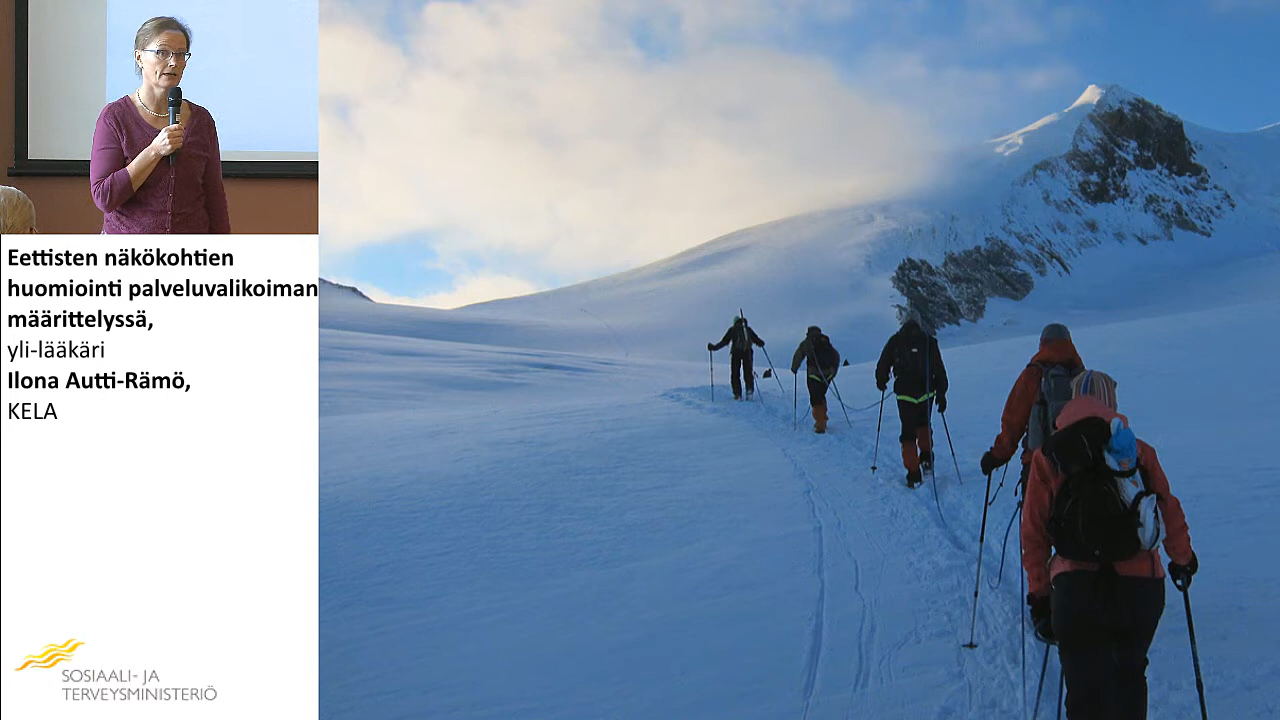 Eettisten näkökohtien
huomiointi palveluvalikoiman
määrittelyssä,
yli-lääkäri
Ilona Autti-Rämö,
KELA
SOSIAALI- JA
TERVEYSMINISTERIÖ